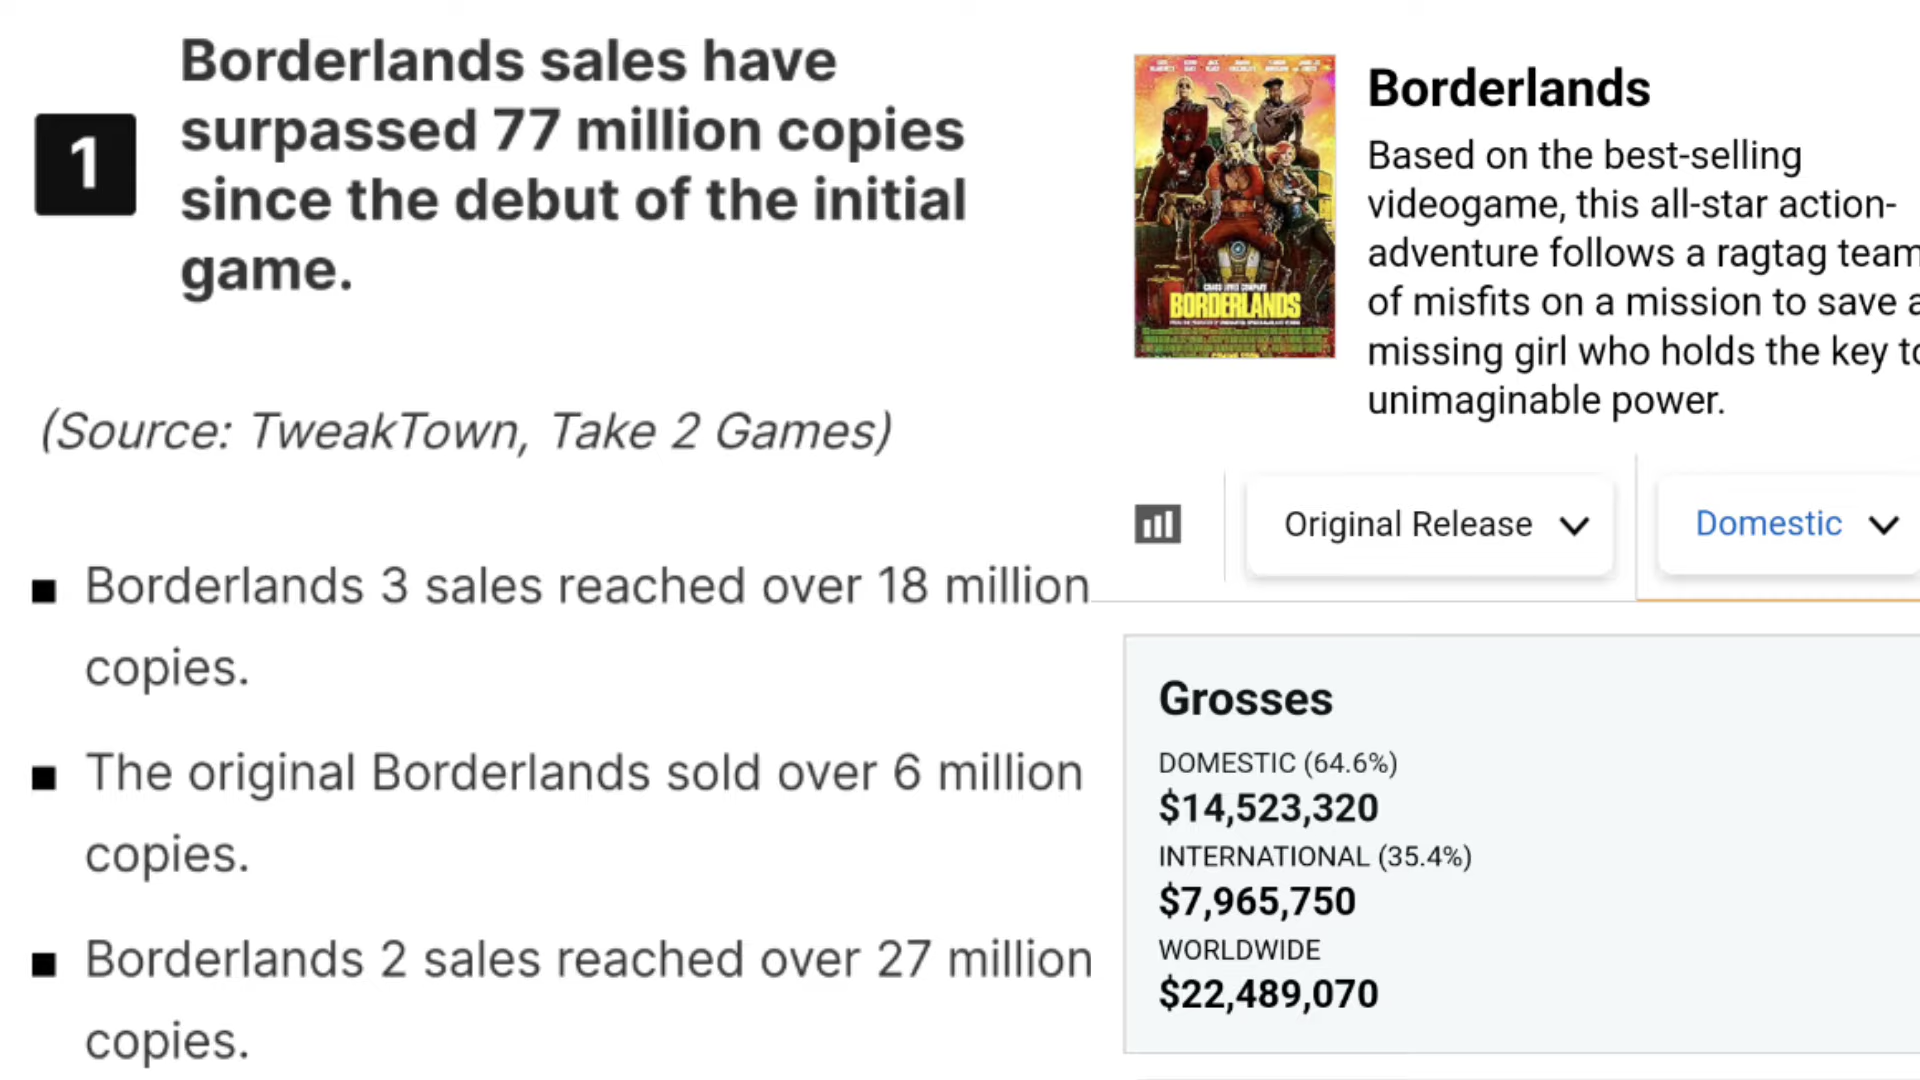 Borderlands sales have
surpassed 77 million copies
since the debut of the initial
game.
1
(Source: TweakTown, Take 2 Games)
■ Borderlands 3 sales reached over 18 million
copies.
■ The original Borderlands sold over 6 million
copies.
■ Borderlands 2 sales reached over 27 million
copies.
BORDERLANDS
Borderlands
Based on the best-selling
videogame, this all-star action-
adventure follows a ragtag team
of misfits on a mission to save a
missing girl who holds the key to
unimaginable power.
Original Release
Domestic
Grosses
DOMESTIC (64.6%)
$14,523,320
INTERNATIONAL (35.4%)
$7,965,750
WORLDWIDE
$22,489,070